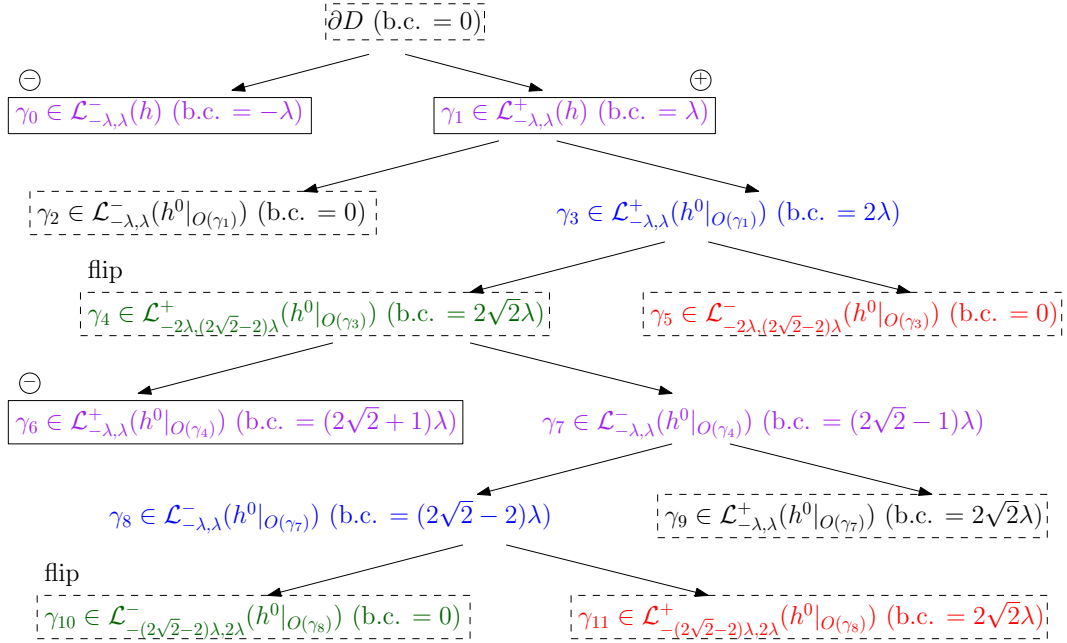 ∂D (b.c. = 0)
⊖ ⊕
γ₀ ∈ 𝓛⁻_{−λ,λ}(h) (b.c. = −λ) γ₁ ∈ 𝓛⁺_{−λ,λ}(h) (b.c. = λ)
γ₂ ∈ 𝓛⁻_{−λ,λ}(h⁰|_{O(γ₁)}) (b.c. = 0) γ₃ ∈ 𝓛⁺_{−λ,λ}(h⁰|_{O(γ₁)}) (b.c. = 2λ)
flip
γ₄ ∈ 𝓛⁺_{−2λ,(2√2−2)λ}(h⁰|_{O(γ₃)}) (b.c. = 2√2λ) γ₅ ∈ 𝓛⁻_{−2λ,(2√2−2)λ}(h⁰|_{O(γ₃)}) (b.c. = 0)
⊖
γ₆ ∈ 𝓛⁺_{−λ,λ}(h⁰|_{O(γ₄)}) (b.c. = (2√2 + 1)λ) γ₇ ∈ 𝓛⁻_{−λ,λ}(h⁰|_{O(γ₄)}) (b.c. = (2√2 − 1)λ)
γ₈ ∈ 𝓛⁻_{−λ,λ}(h⁰|_{O(γ₇)}) (b.c. = (2√2 − 2)λ) γ₉ ∈ 𝓛⁺_{−λ,λ}(h⁰|_{O(γ₇)}) (b.c. = 2√2λ)
flip
γ₁₀ ∈ 𝓛⁻_{−(2√2−2)λ,2λ}(h⁰|_{O(γ₈)}) (b.c. = 0) γ₁₁ ∈ 𝓛⁺_{−(2√2−2)λ,2λ}(h⁰|_{O(γ₈)}) (b.c. = 2√2λ)